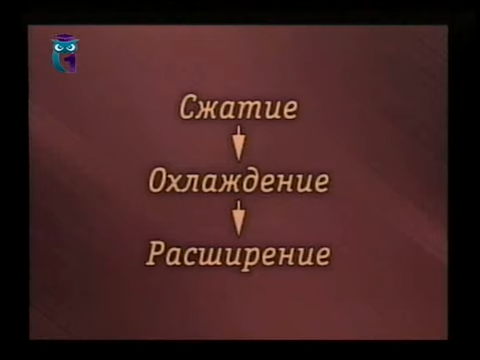 Сжатие
Охлаждение
Расширение